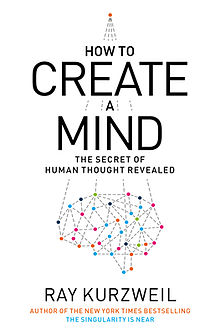 HOW TO
CREATE
A
MIND
THE SECRET OF
HUMAN THOUGHT REVEALED
RAY KURZWEIL
AUTHOR OF THE NEW YORK TIMES BESTSELLING
THE SINGULARITY IS NEAR